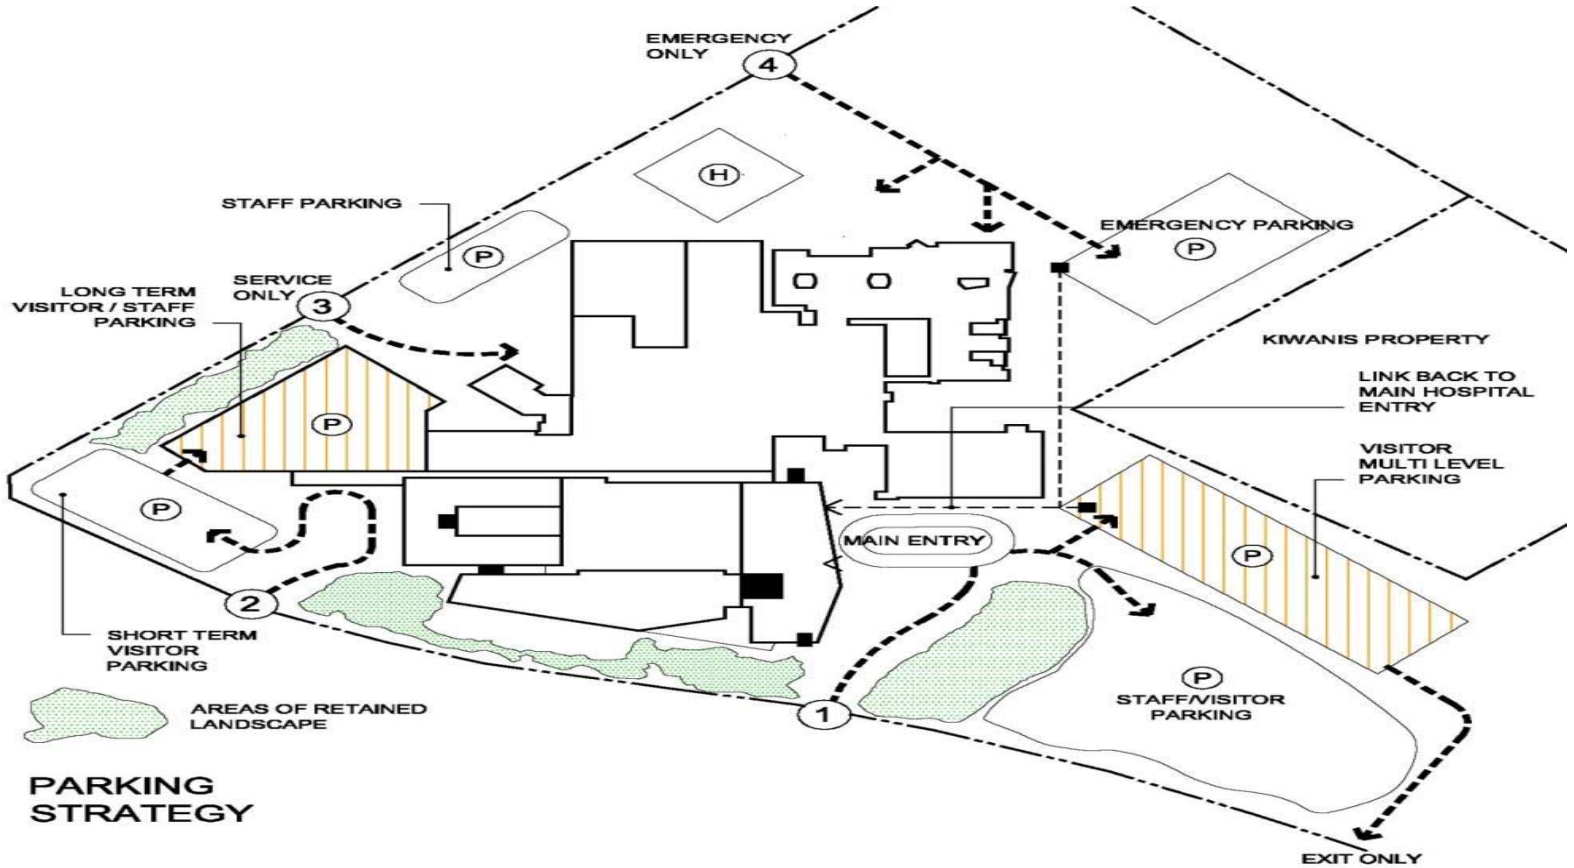 EMERGENCY
ONLY
4
H
STAFF PARKING
P
EMERGENCY PARKING
P
SERVICE
ONLY
3
LONG TERM
VISITOR / STAFF
PARKING
P
KIWANIS PROPERTY
LINK BACK TO
MAIN HOSPITAL
ENTRY
VISITOR
MULTI LEVEL
PARKING
P
P
MAIN ENTRY
2
SHORT TERM
VISITOR
PARKING
P
STAFF/VISITOR
PARKING
1
AREAS OF RETAINED
LANDSCAPE
PARKING
STRATEGY
EXIT ONLY